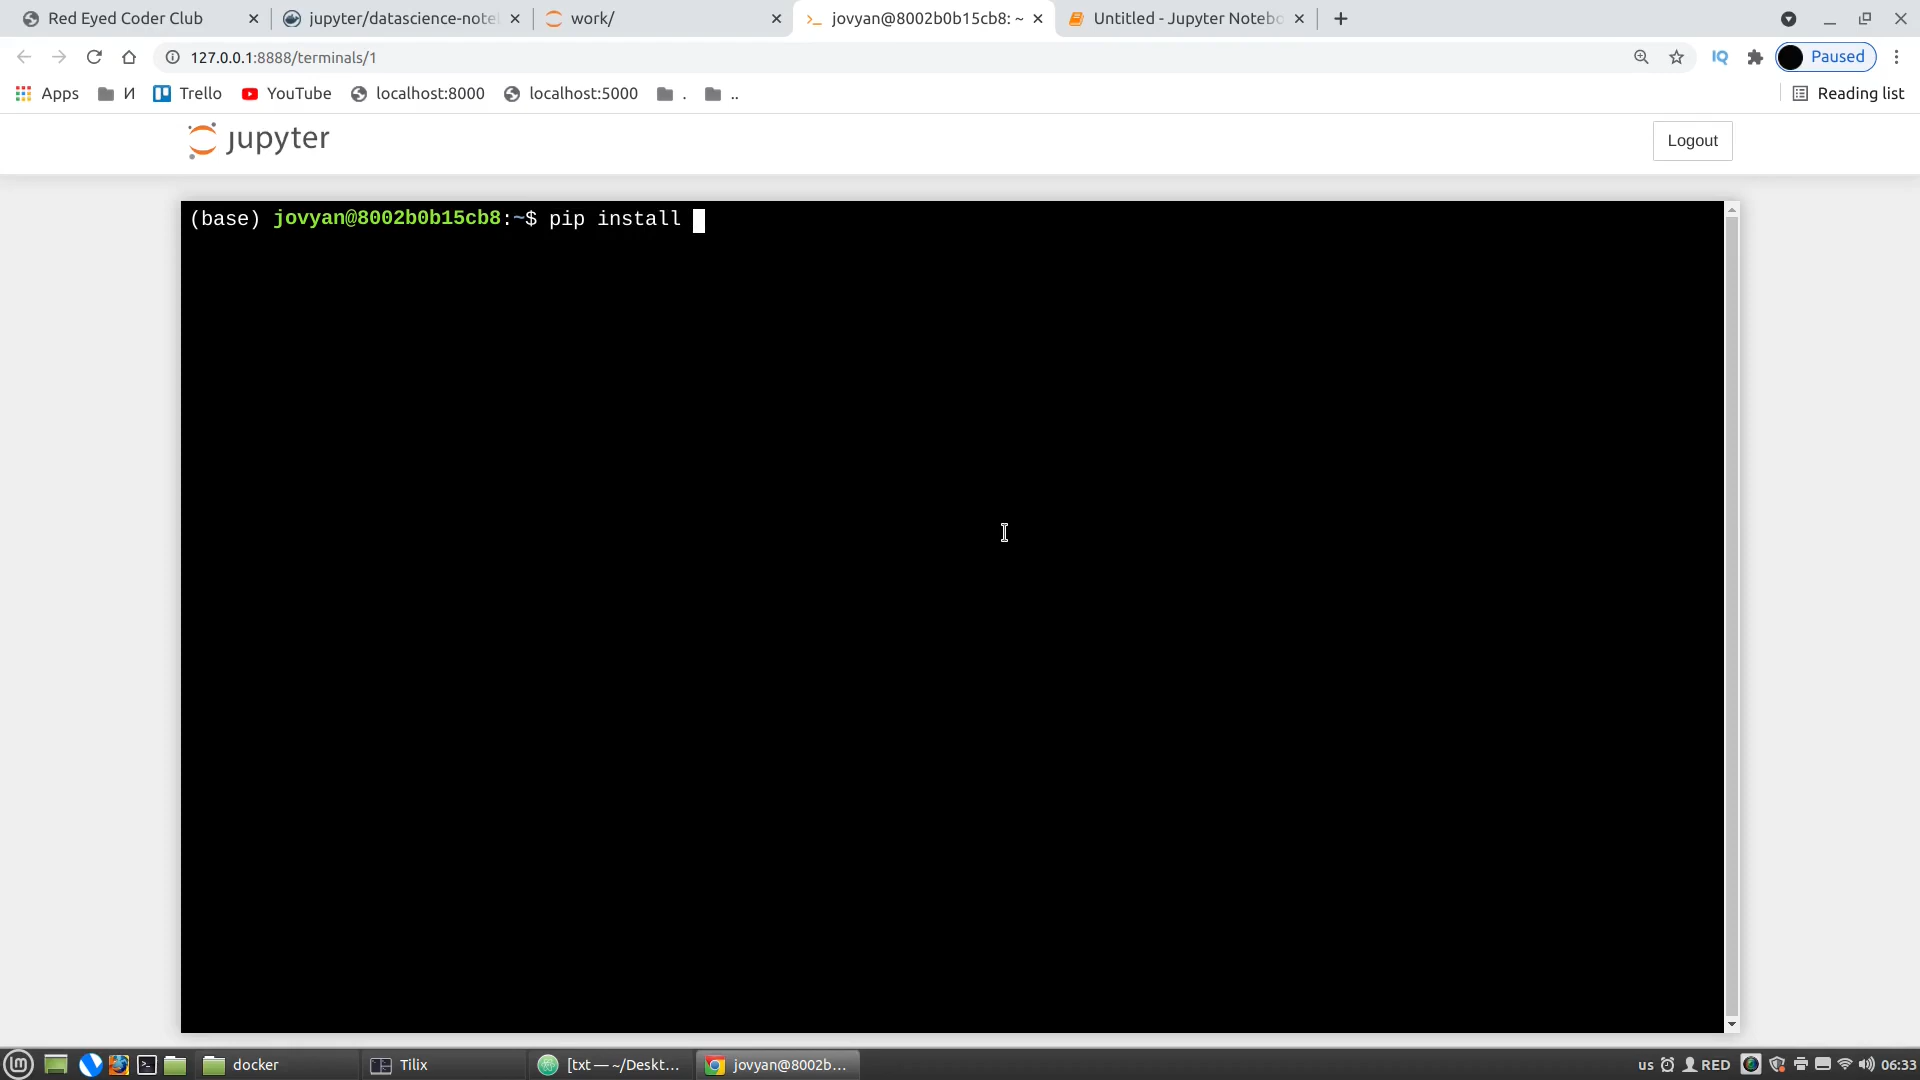 Red Eyed Coder Club
jupyter/datascience-note
work/
jovyan@8002b0b15cb8: ~
Untitled - Jupyter Notebo
127.0.0.1:8888/terminals/1
IQ
Paused
Apps
И
Trello
YouTube
localhost:8000
localhost:5000
.
..
Reading list
jupyter
Logout
(base) jovyan@8002b0b15cb8:~$ pip install
docker
Tilix
[txt — ~/Deskt...
jovyan@8002b...
us
RED
06:33